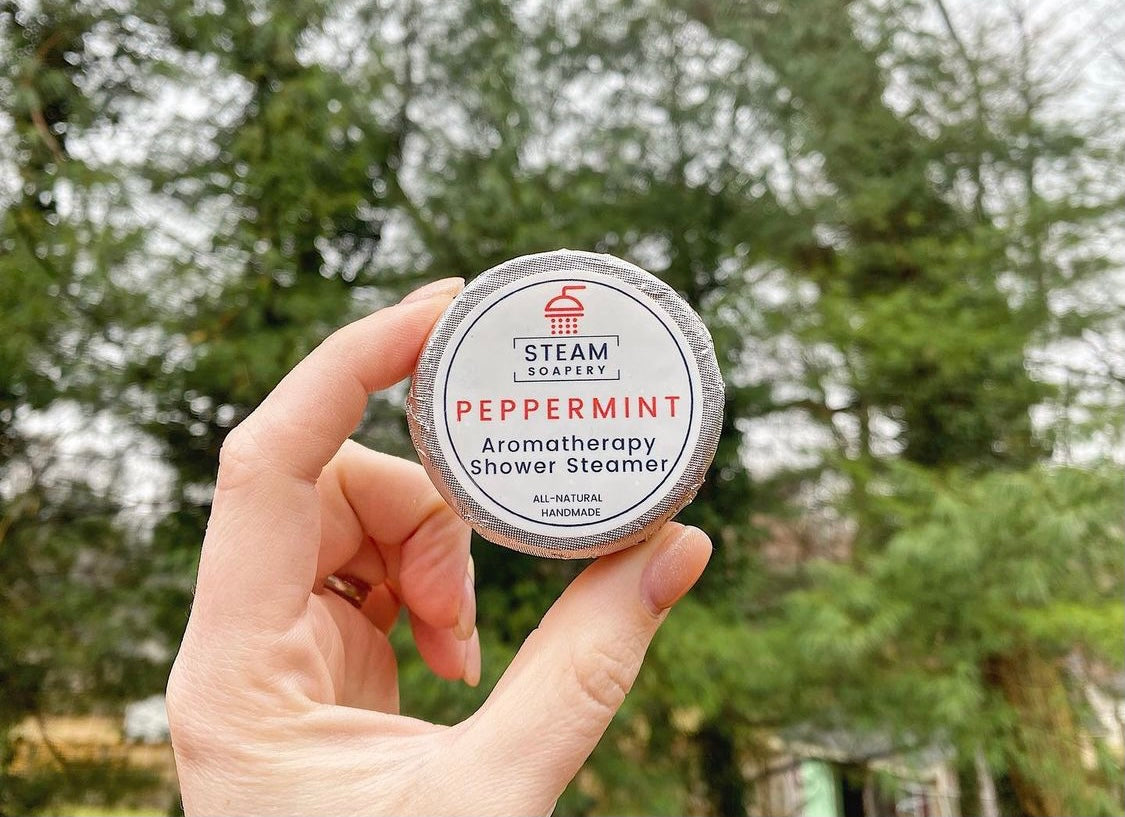 STEAM
SOAPERY
PEPPERMINT
Aromatherapy
Shower Steamer
ALL-NATURAL
HANDMADE